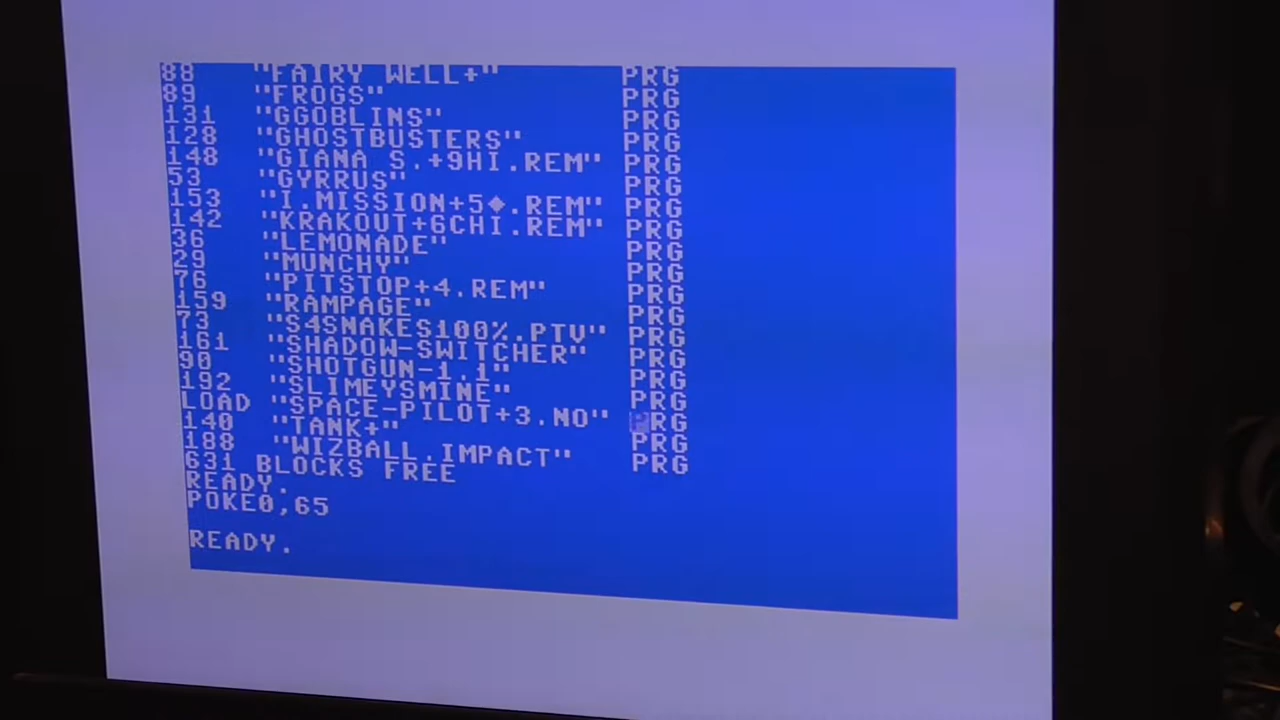 88 "FAIRY WELL+" PRG
89 "FROGS" PRG
131 "GGOBLINS" PRG
128 "GHOSTBUSTERS" PRG
148 "GIANA S.+9HI.REM" PRG
53 "GYRRUS" PRG
153 "I.MISSION+5♦.REM" PRG
142 "KRAKOUT+6CHI.REM" PRG
36 "LEMONADE" PRG
29 "MUNCHY" PRG
76 "PITSTOP+4.REM" PRG
159 "RAMPAGE" PRG
73 "S4SNAKES100%.PTV" PRG
161 "SHADOW-SWITCHER" PRG
90 "SHOTGUN-1.1" PRG
192 "SLIMEYSMINE" PRG
LOAD "SPACE-PILOT+3.NO" PRG
140 "TANK+" PRG
188 "WIZBALL.IMPACT" PRG
631 BLOCKS FREE
READY.
POKE0,65
READY.